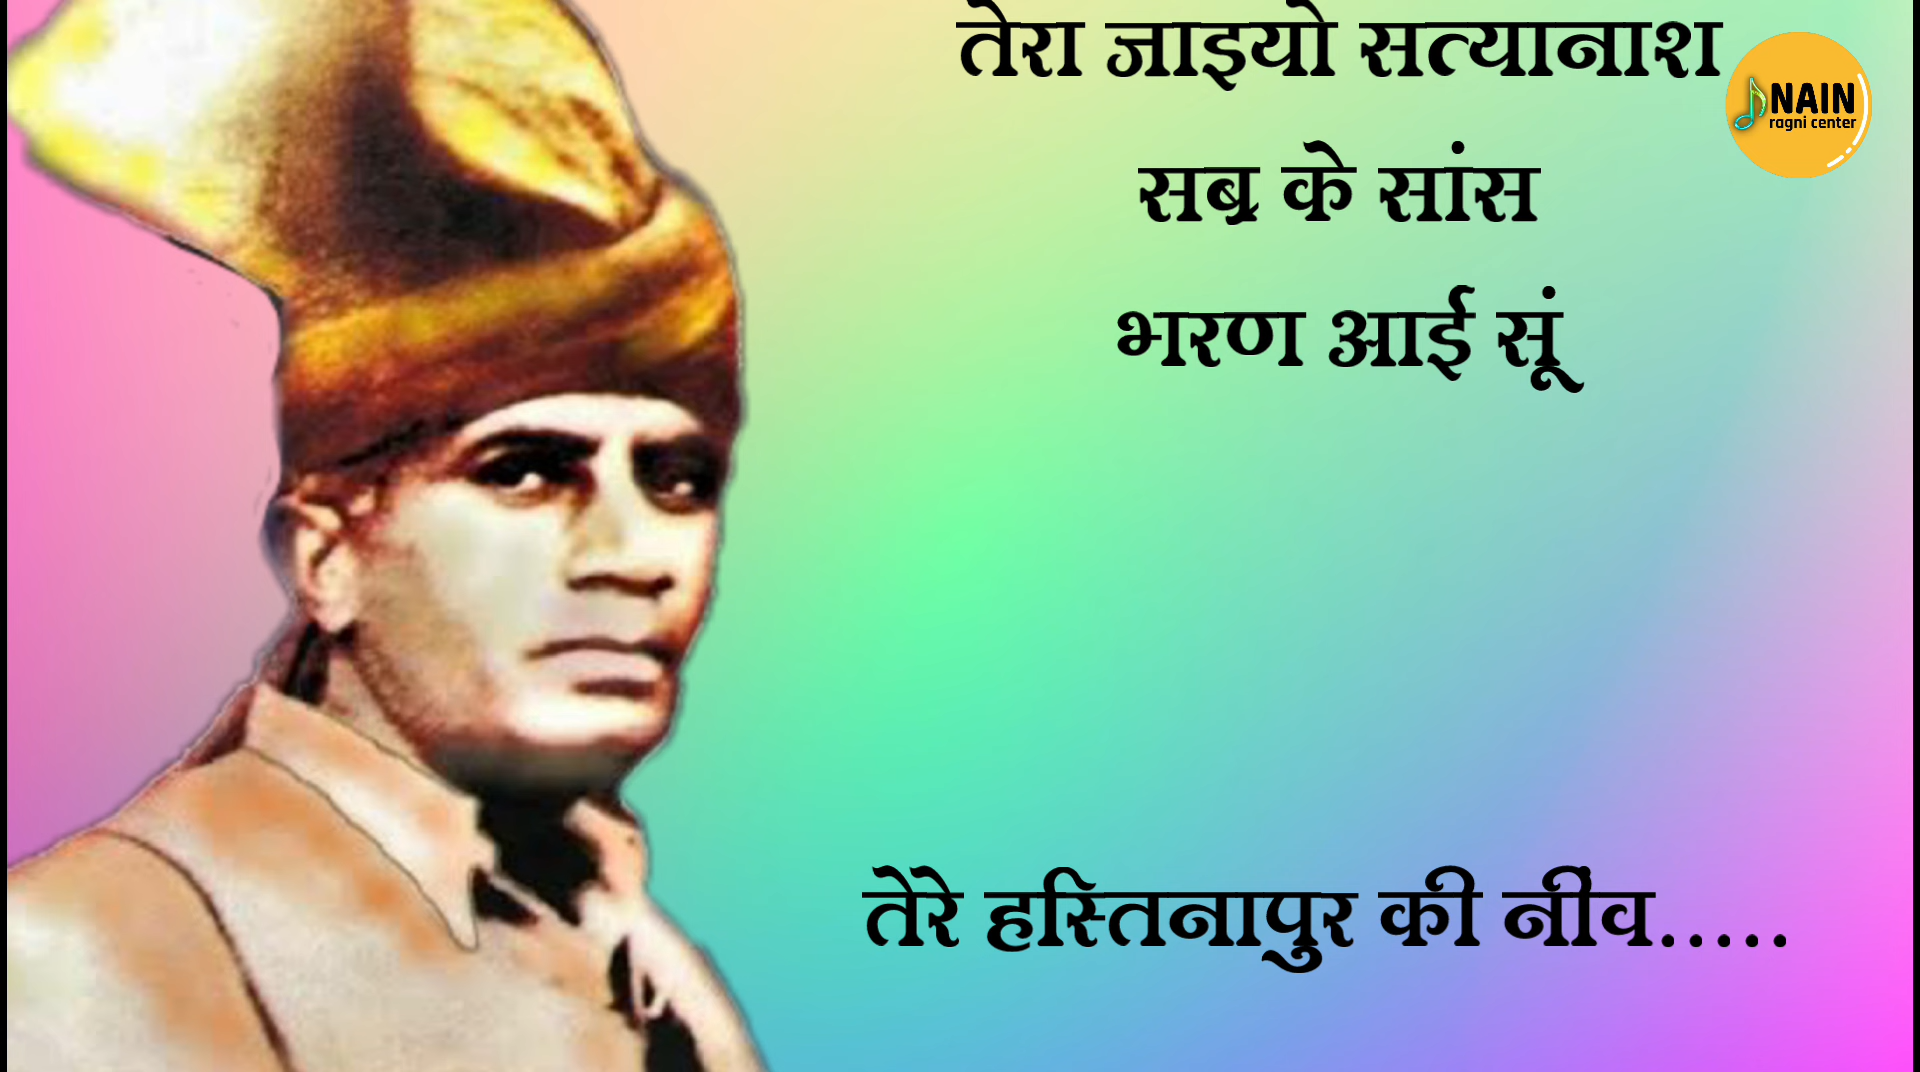 तेरा जाइयो सत्यानाश
NAIN
ragni center
सब्र के सांस
भरण आई सूं
तेरे हस्तिनापुर की नींव.....